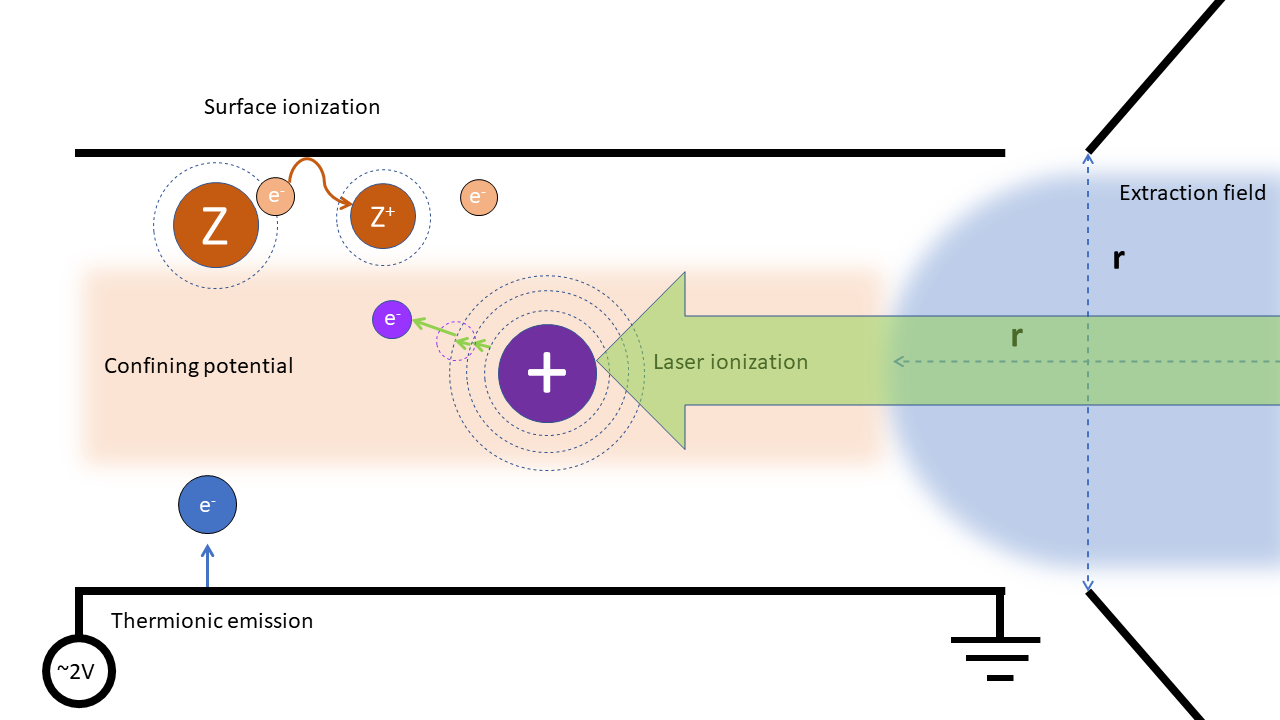 Surface ionization
Z
e-
Z+
e-
Extraction field
r
e-
+
r
Confining potential
Laser ionization
e-
Thermionic emission
~2V